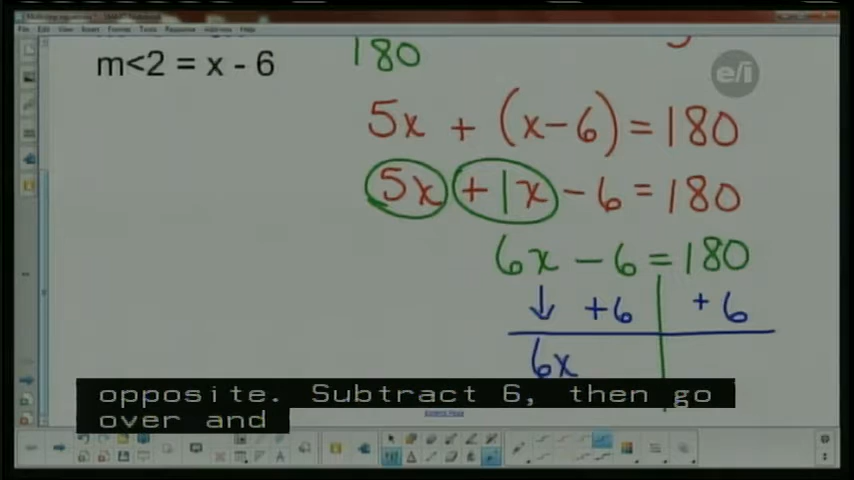 180
m<2 = x - 6
e/i
5x + (x-6) = 180
5x +1x - 6 = 180
6x - 6 = 180
↓ +6 + 6
6x
opposite. Subtract 6, then go
over and